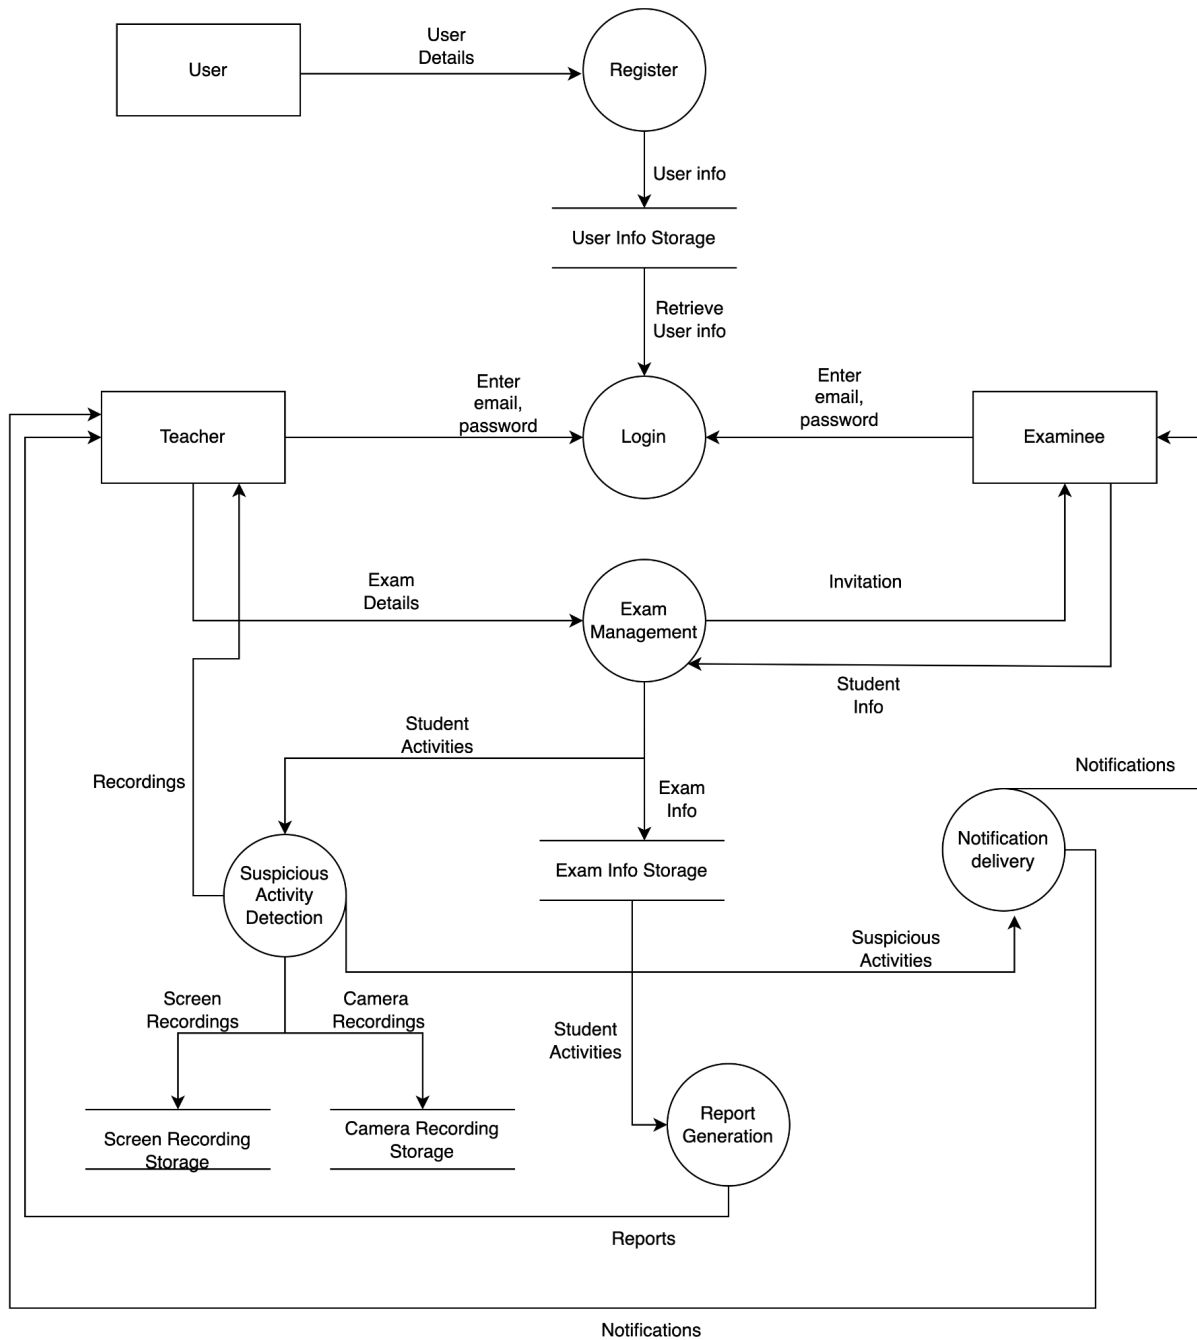 User
Details
User
Register
User info
User Info Storage
Retrieve
User info
Enter
email,
password
Enter
email,
password
Teacher
Login
Examinee
Exam
Details
Exam
Management
Invitation
Student
Info
Student
Activities
Recordings
Exam
Info
Notifications
Suspicious
Activity
Detection
Exam Info Storage
Notification
delivery
Suspicious
Activities
Screen
Recordings
Camera
Recordings
Student
Activities
Screen Recording
Storage
Camera Recording
Storage
Report
Generation
Reports
Notifications